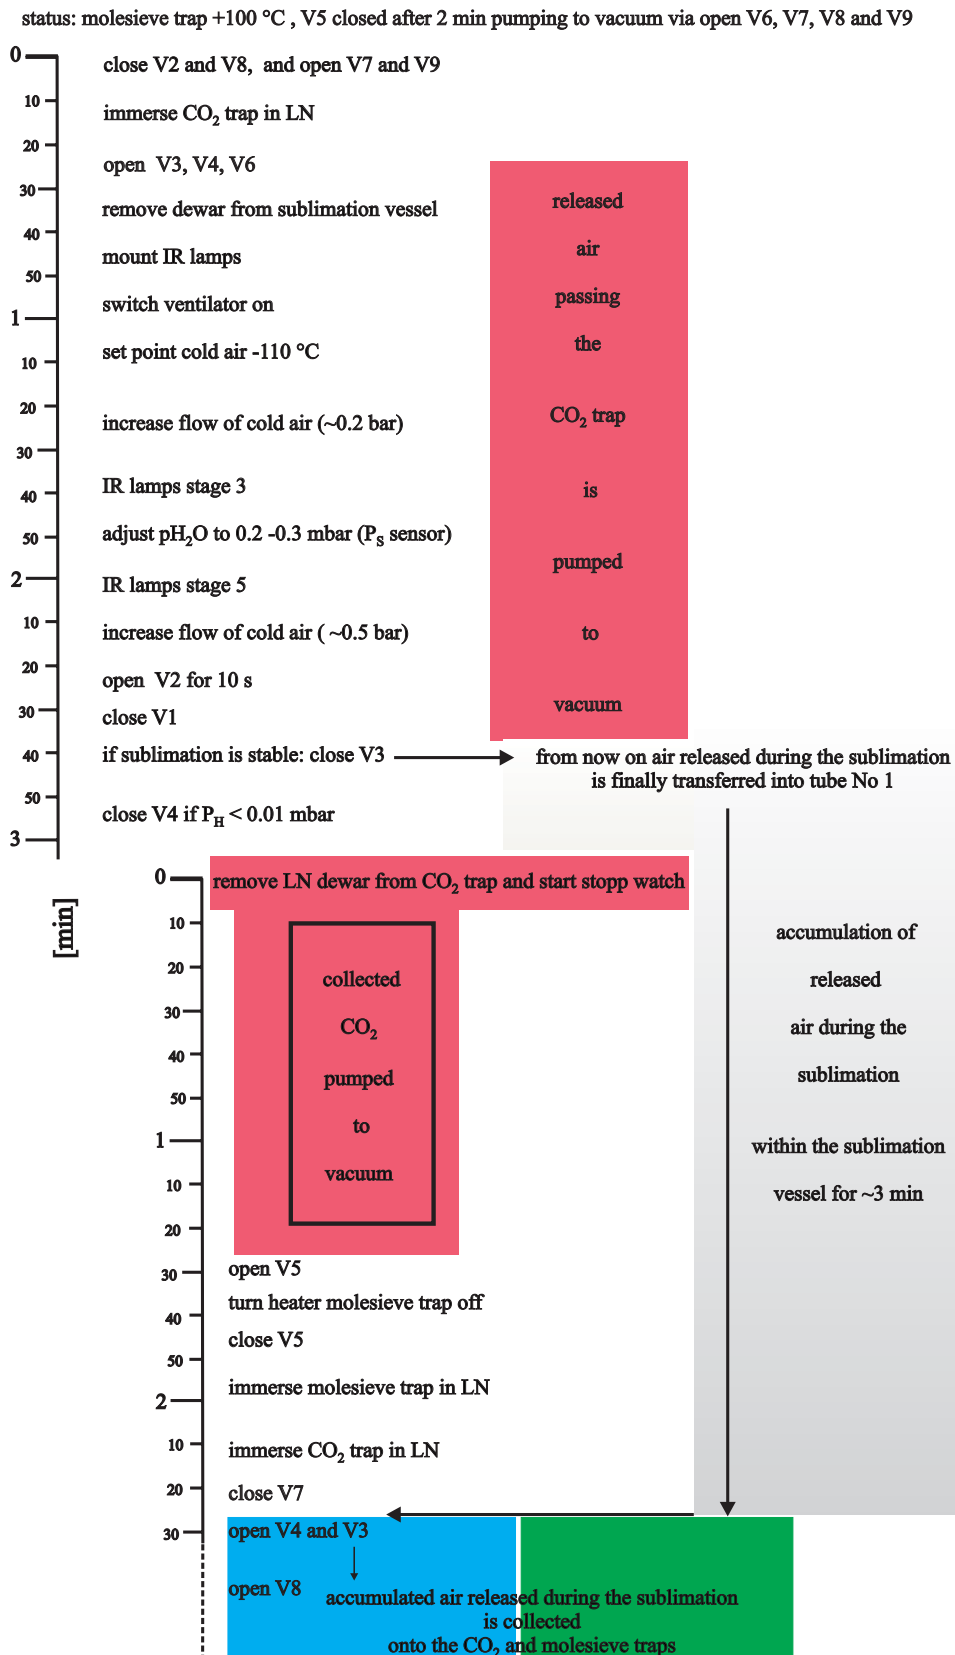 status: molesieve trap +100 °C , V5 closed after 2 min pumping to vacuum via open V6, V7, V8 and V9
0
close V2 and V8, and open V7 and V9
10
immerse CO₂ trap in LN
20
open V3, V4, V6
30
remove dewar from sublimation vessel
released
40
mount IR lamps
air
50
switch ventilator on
passing
1
set point cold air -110 °C
the
10
20
increase flow of cold air (~0.2 bar)
CO₂ trap
30
IR lamps stage 3
is
40
50
adjust pH₂O to 0.2 -0.3 mbar (Pₛ sensor)
pumped
2
IR lamps stage 5
10
increase flow of cold air ( ~0.5 bar)
to
20
open V2 for 10 s
30
close V1
vacuum
40
if sublimation is stable: close V3
from now on air released during the sublimation
is finally transferred into tube No 1
50
close V4 if P_H < 0.01 mbar
3
[min]
0
remove LN dewar from CO₂ trap and start stopp watch
10
20
collected
30
CO₂
40
pumped
50
to
1
vacuum
10
20
accumulation of
released
air during the
sublimation
within the sublimation
vessel for ~3 min
30
open V5
turn heater molesieve trap off
40
close V5
50
immerse molesieve trap in LN
2
10
immerse CO₂ trap in LN
20
close V7
30
open V4 and V3
open V8
accumulated air released during the sublimation
is collected
onto the CO₂ and molesieve traps